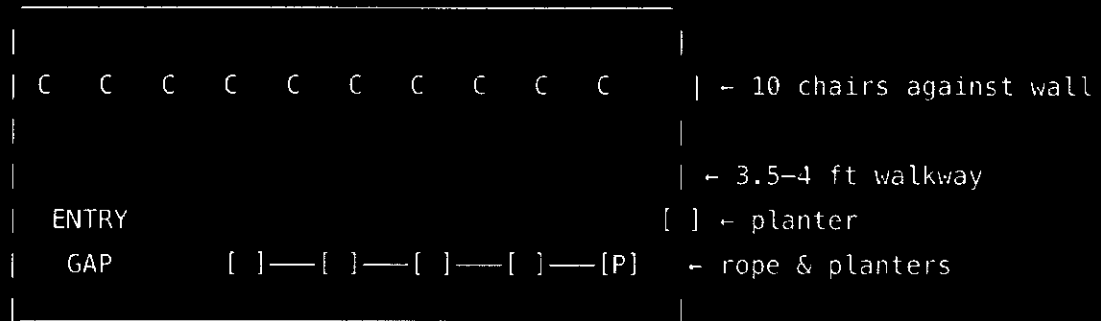 C C C C C C C C C C ← 10 chairs against wall
← 3.5–4 ft walkway
ENTRY [ ] ← planter
GAP [ ]──[ ]──[ ]──[ ]──[P] ← rope & planters